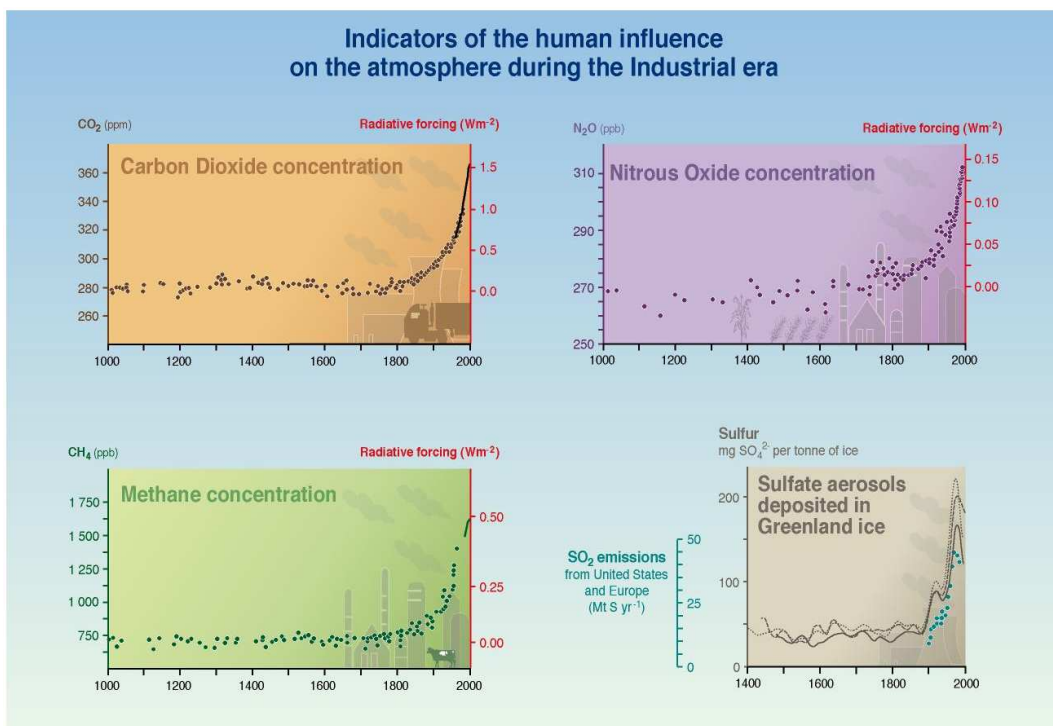 Indicators of the human influence
on the atmosphere during the Industrial era
CO₂ (ppm)
Radiative forcing (Wm⁻²)
Carbon Dioxide concentration
360
340
320
300
280
260
1.5
1.0
0.5
0.0
1000 1200 1400 1600 1800 2000
N₂O (ppb)
Radiative forcing (Wm⁻²)
Nitrous Oxide concentration
310
290
270
250
0.15
0.10
0.05
0.00
1000 1200 1400 1600 1800 2000
CH₄ (ppb)
Radiative forcing (Wm⁻²)
Methane concentration
1 750
1 500
1 250
1 000
750
0.50
0.25
0.00
1000 1200 1400 1600 1800 2000
Sulfur
mg SO₄²⁻ per tonne of ice
Sulfate aerosols
deposited in
Greenland ice
200
100
0
SO₂ emissions
from United States
and Europe
(Mt S yr⁻¹)
50
25
0
1400 1600 1800 2000